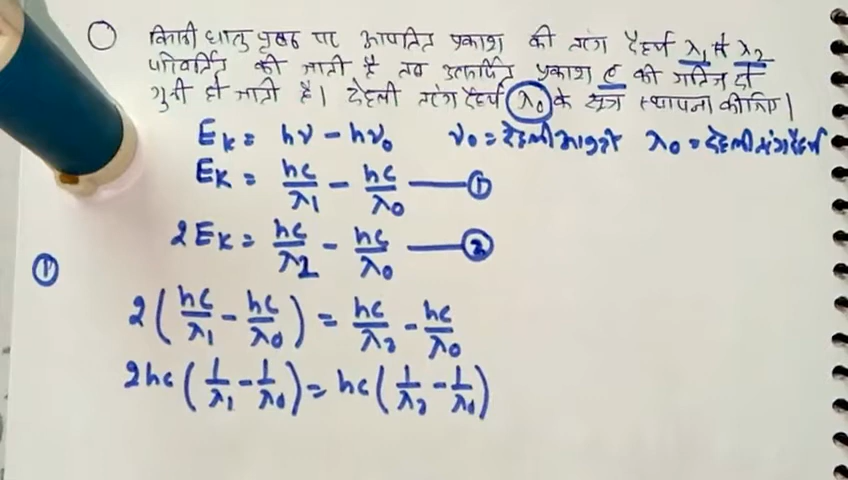 किसी धातु पृष्ठ पर आपतित प्रकाश की तरंग दैर्ध्य λ₁ से λ₂
परिवर्तित की जाती है तब उत्सर्जित प्रकाश e की गतिज दो
गुनी हो जाती है। देहली तरंग दैर्ध्य λ₀ के सूत्र स्थापना कीजिए।
Eₖ = hν - hν₀ ν₀ = देहली आवृत्ति λ₀ = देहली तरंग दैर्ध्य
Eₖ = hc/λ₁ - hc/λ₀ —— ①
2Eₖ = hc/λ₂ - hc/λ₀ —— ②
①
2(hc/λ₁ - hc/λ₀) = hc/λ₂ - hc/λ₀
2hc(1/λ₁ - 1/λ₀) = hc(1/λ₂ - 1/λ₀)